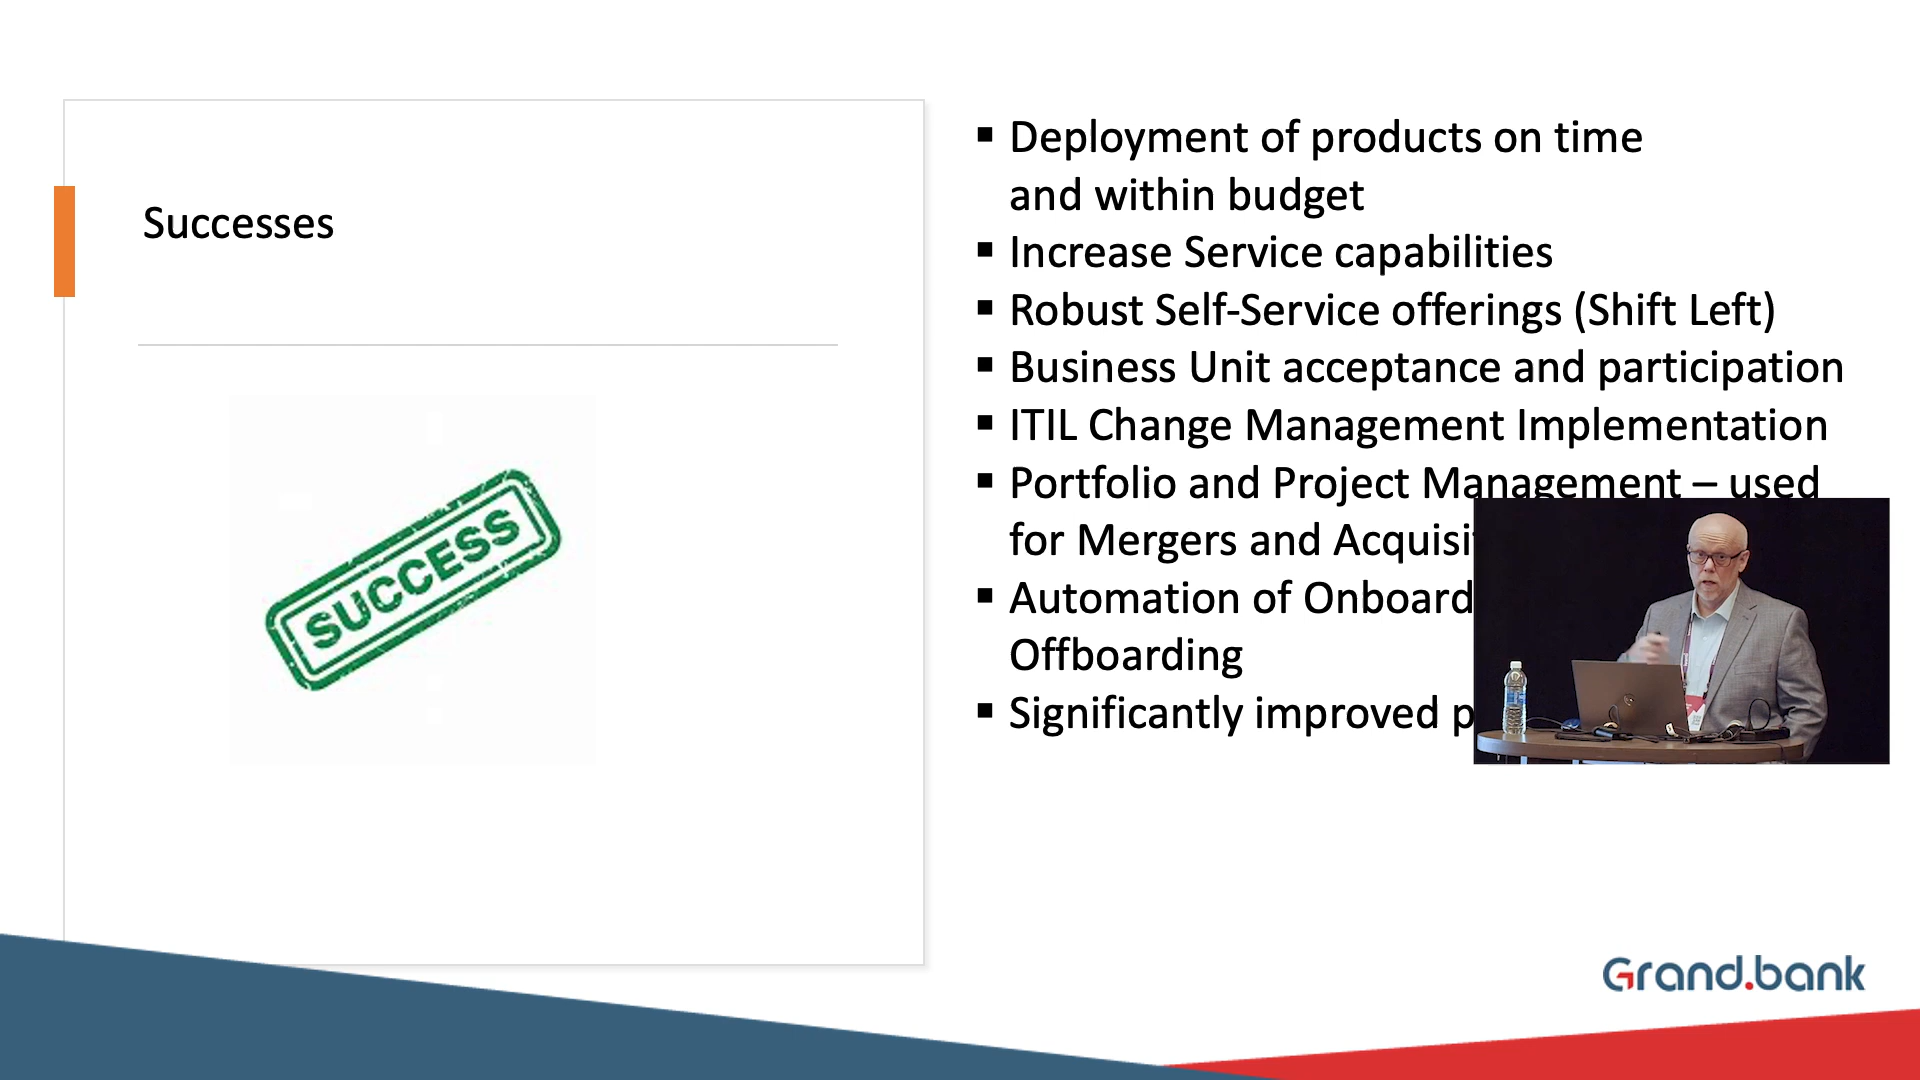 Successes
SUCCESS
▪ Deployment of products on time
and within budget
▪ Increase Service capabilities
▪ Robust Self-Service offerings (Shift Left)
▪ Business Unit acceptance and participation
▪ ITIL Change Management Implementation
▪ Portfolio and Project Management – used
for Mergers and
▪ Automation of
Offboarding
▪ Significantly improved
Grand.bank